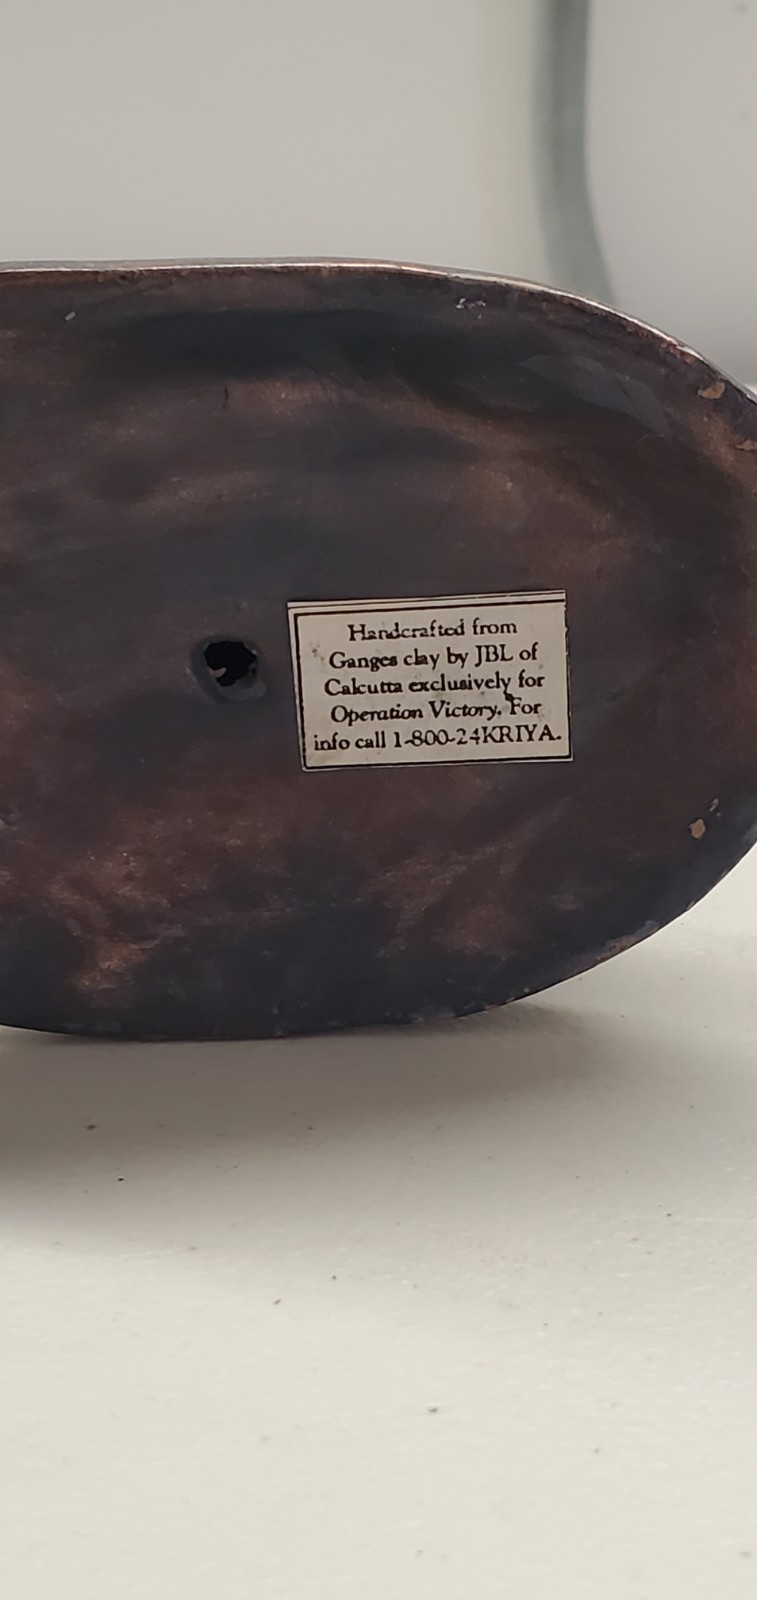 Handcrafted from
Ganges clay by JBL of
Calcutta exclusively for
Operation Victory. For
info call 1-800-24KRIYA.